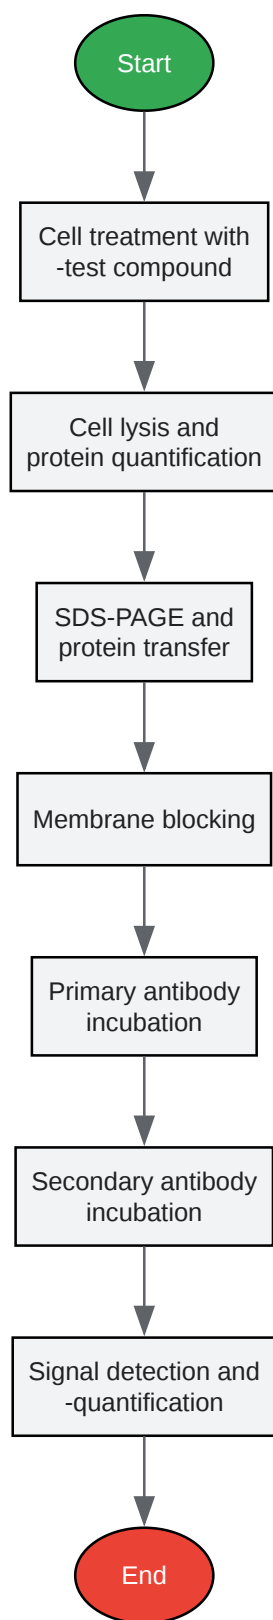 Start
Cell treatment with
-test compound
Cell lysis and
protein quantification
SDS-PAGE and
protein transfer
Membrane blocking
Primary antibody
incubation
Secondary antibody
incubation
Signal detection and
-quantification
End